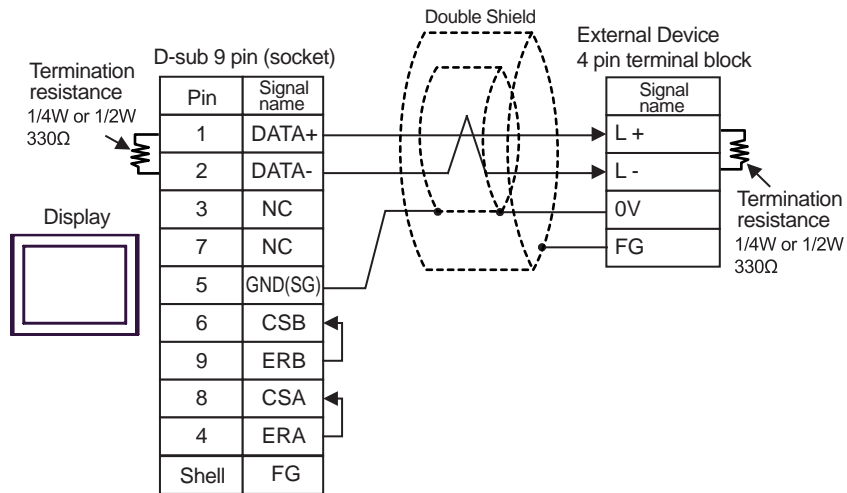 Double Shield
D-sub 9 pin (socket)
External Device
4 pin terminal block
Termination
resistance
1/4W or 1/2W
330Ω
Pin
Signal
name
Signal
name
1 DATA+
L +
2 DATA-
L -
Termination
resistance
1/4W or 1/2W
330Ω
3 NC
0V
Display
7 NC
FG
5 GND(SG)
6 CSB
9 ERB
8 CSA
4 ERA
Shell FG